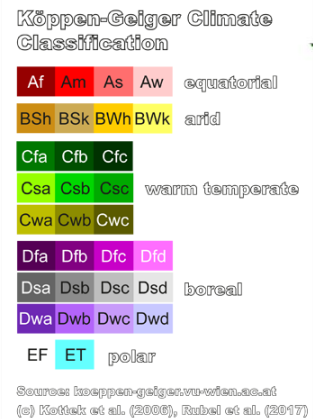 Köppen-Geiger Climate
Classification
Af Am As Aw equatorial
BSh BSk BWh BWk arid
Cfa Cfb Cfc
Csa Csb Csc warm temperate
Cwa Cwb Cwc
Dfa Dfb Dfc Dfd
Dsa Dsb Dsc Dsd boreal
Dwa Dwb Dwc Dwd
EF ET polar
Source: koeppen-geiger.vu-wien.ac.at
(c) Kottek et al. (2006), Rubel et al. (2017)